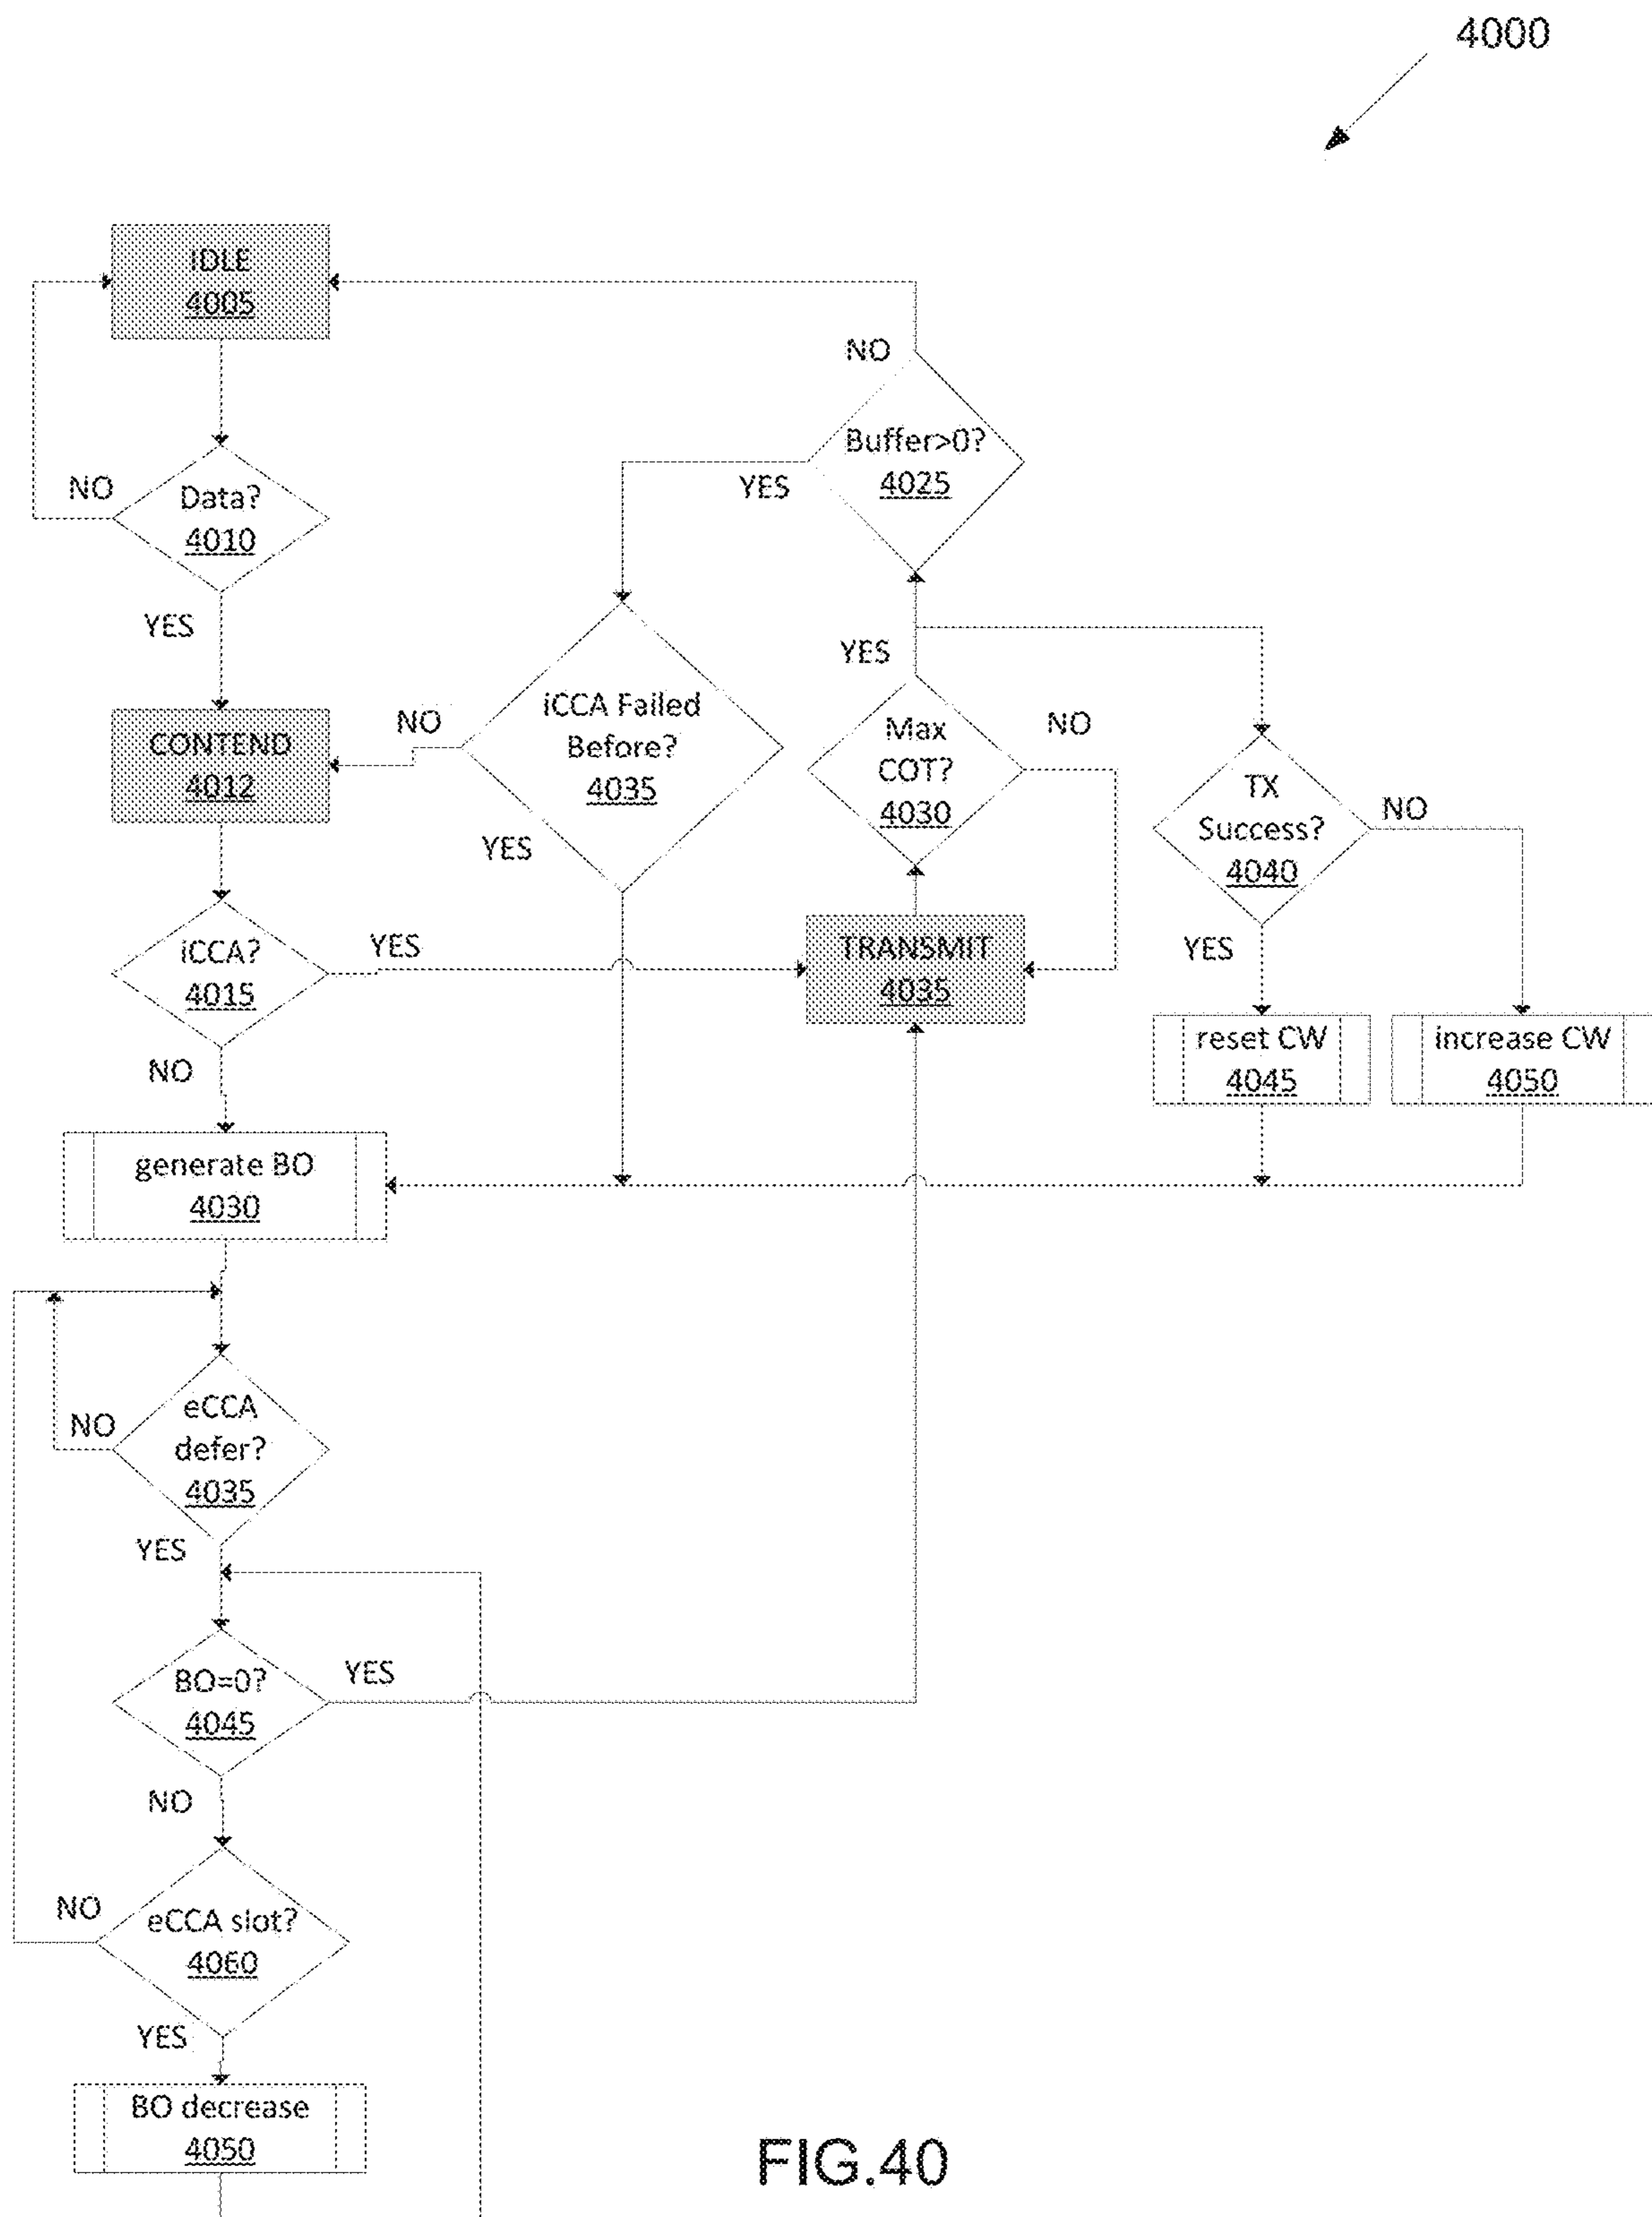 4000
IDLE
4005
NO
Buffer>0?
4025
YES
NO
Data?
4010
YES
CONTEND
4012
NO
iCCA Failed
Before?
4035
YES
YES
Max
COT?
4030
NO
TX
Success?
4040
NO
YES
iCCA?
4015
YES
NO
TRANSMIT
4035
reset CW
4045
increase CW
4050
generate BO
4030
eCCA
defer?
4035
NO
YES
BO=0?
4045
YES
NO
eCCA slot?
4060
NO
YES
BO decrease
4050
FIG.40